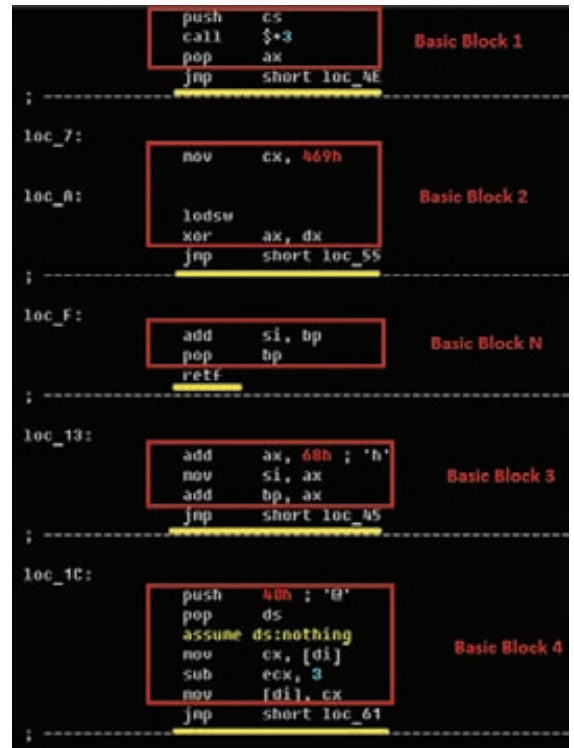 push cs
call $+3 Basic Block 1
pop ax
jmp short loc_4E
; ----------------------------------------
loc_7:
mov cx, 469h
loc_A: Basic Block 2
lodsw
xor ax, dx
jmp short loc_55
; ----------------------------------------
loc_F:
add si, bp Basic Block N
pop bp
retf
; ----------------------------------------
loc_13:
add ax, 68h ; 'h'
mov si, ax Basic Block 3
add bp, ax
jmp short loc_45
; ----------------------------------------
loc_1C:
push 40h ; '@'
pop ds
assume ds:nothing
mov cx, [di] Basic Block 4
sub ecx, 3
mov [di], cx
jmp short loc_61
; ----------------------------------------